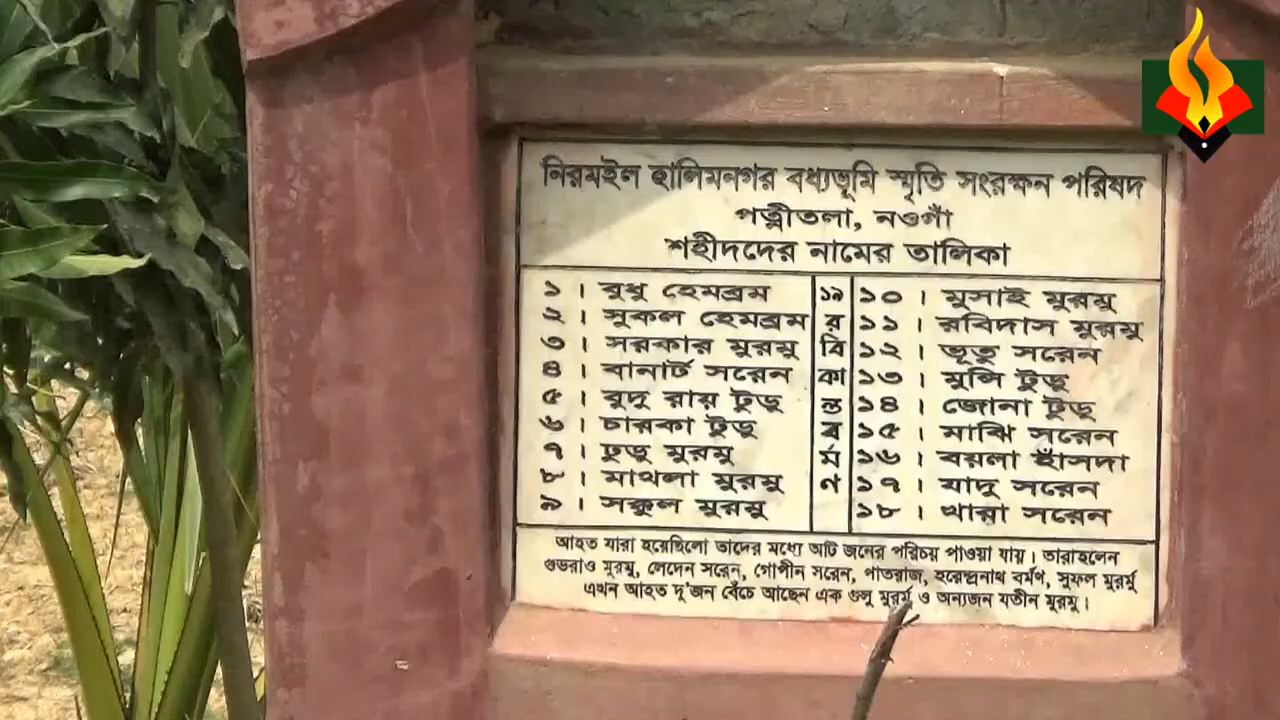 নিরমইল হালিমনগর বধ্যভূমি স্মৃতি সংরক্ষন পরিষদ
পত্নীতলা, নওগাঁ
শহীদদের নামের তালিকা
১ । বুধু হেমব্রম
২ । সুকল হেমব্রম
৩ । সরকার মুরমু
৪ । বানার্ট সরেন
৫ । বুদু রায় টুডু
৬ । চারকা টুডু
৭ । চুড়ু মুরমু
৮ । মাথলা মুরমু
৯ । সক্কুল মুরমু
১৯
র
বি
কা
ন্ত
ব
র্ম
ণ
১০ । মুসাই মুরমু
১১ । রবিদাস মুরমু
১২ । ভূতু সরেন
১৩ । মুন্সি টুডু
১৪ । জোনা টুডু
১৫ । মাঝি সরেন
১৬ । বয়লা হাঁসদা
১৭ । যাদু সরেন
১৮ । খারা সরেন
আহত যারা হয়েছিলো তাদের মধ্যে আট জনের পরিচয় পাওয়া যায় । তারাহলেন
গুডরাও মুরমু, লেদেন সরেন, গোপীন সরেন, পাতরাজ, হরেন্দ্রনাথ বর্মণ, সুফল মুর্মু
এখন আহত দু'জন বেঁচে আছেন এক গুলু মুরমু ও অন্যজন যতীন মুরমু ।